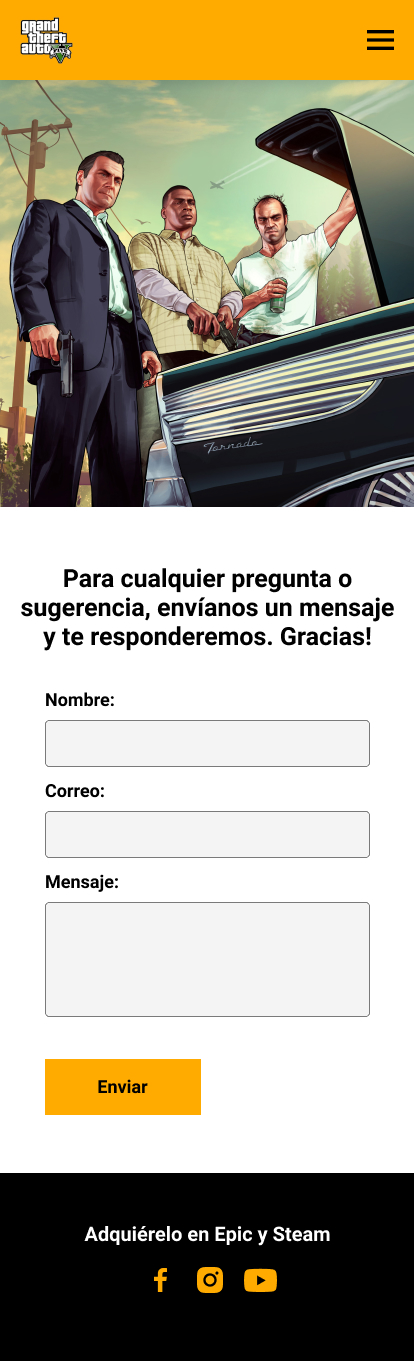 grand
theft
auto
FIVE
Tornado
Para cualquier pregunta o
sugerencia, envíanos un mensaje
y te responderemos. Gracias!
Nombre:
Correo:
Mensaje:
Enviar
Adquiérelo en Epic y Steam